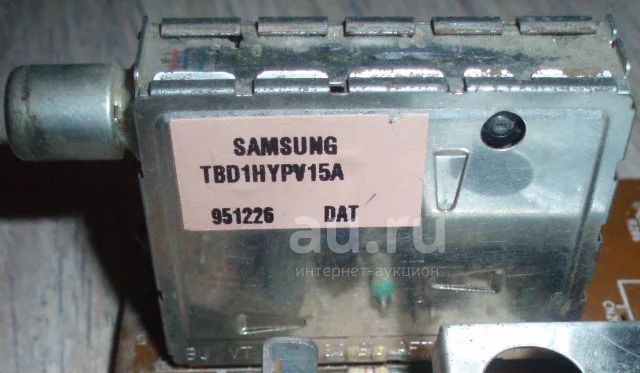 SAMSUNG
TBD1HYPV15A
951226 DAT
au.ru
интернет-аукцион